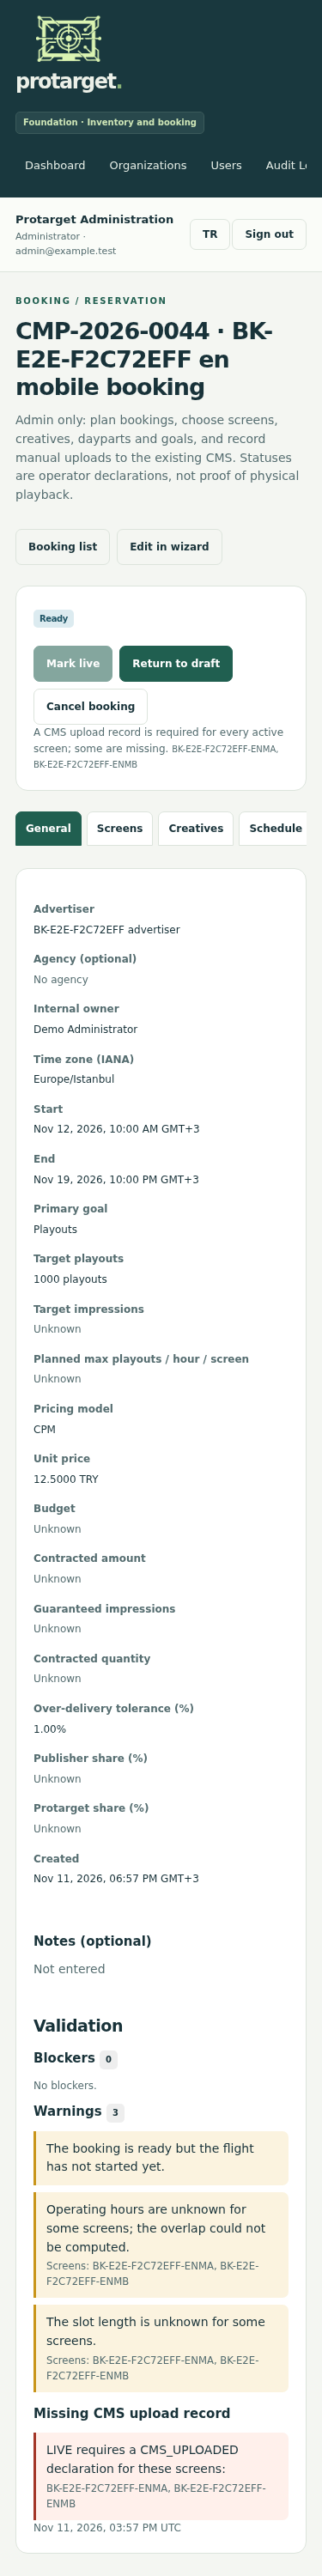 protarget.
Foundation · Inventory and booking
Dashboard Organizations Users Audit Lo
Protarget Administration
Administrator ·
admin@example.test
TR Sign out
BOOKING / RESERVATION
CMP-2026-0044 · BK-
E2E-F2C72EFF en
mobile booking
Admin only: plan bookings, choose screens,
creatives, dayparts and goals, and record
manual uploads to the existing CMS. Statuses
are operator declarations, not proof of physical
playback.
Booking list Edit in wizard
Ready
Mark live Return to draft
Cancel booking
A CMS upload record is required for every active
screen; some are missing. BK-E2E-F2C72EFF-ENMA,
BK-E2E-F2C72EFF-ENMB
General Screens Creatives Schedule
Advertiser
BK-E2E-F2C72EFF advertiser
Agency (optional)
No agency
Internal owner
Demo Administrator
Time zone (IANA)
Europe/Istanbul
Start
Nov 12, 2026, 10:00 AM GMT+3
End
Nov 19, 2026, 10:00 PM GMT+3
Primary goal
Playouts
Target playouts
1000 playouts
Target impressions
Unknown
Planned max playouts / hour / screen
Unknown
Pricing model
CPM
Unit price
12.5000 TRY
Budget
Unknown
Contracted amount
Unknown
Guaranteed impressions
Unknown
Contracted quantity
Unknown
Over-delivery tolerance (%)
1.00%
Publisher share (%)
Unknown
Protarget share (%)
Unknown
Created
Nov 11, 2026, 06:57 PM GMT+3
Notes (optional)
Not entered
Validation
Blockers 0
No blockers.
Warnings 3
The booking is ready but the flight
has not started yet.
Operating hours are unknown for
some screens; the overlap could not
be computed.
Screens: BK-E2E-F2C72EFF-ENMA, BK-E2E-
F2C72EFF-ENMB
The slot length is unknown for some
screens.
Screens: BK-E2E-F2C72EFF-ENMA, BK-E2E-
F2C72EFF-ENMB
Missing CMS upload record
LIVE requires a CMS_UPLOADED
declaration for these screens:
BK-E2E-F2C72EFF-ENMA, BK-E2E-F2C72EFF-
ENMB
Nov 11, 2026, 03:57 PM UTC